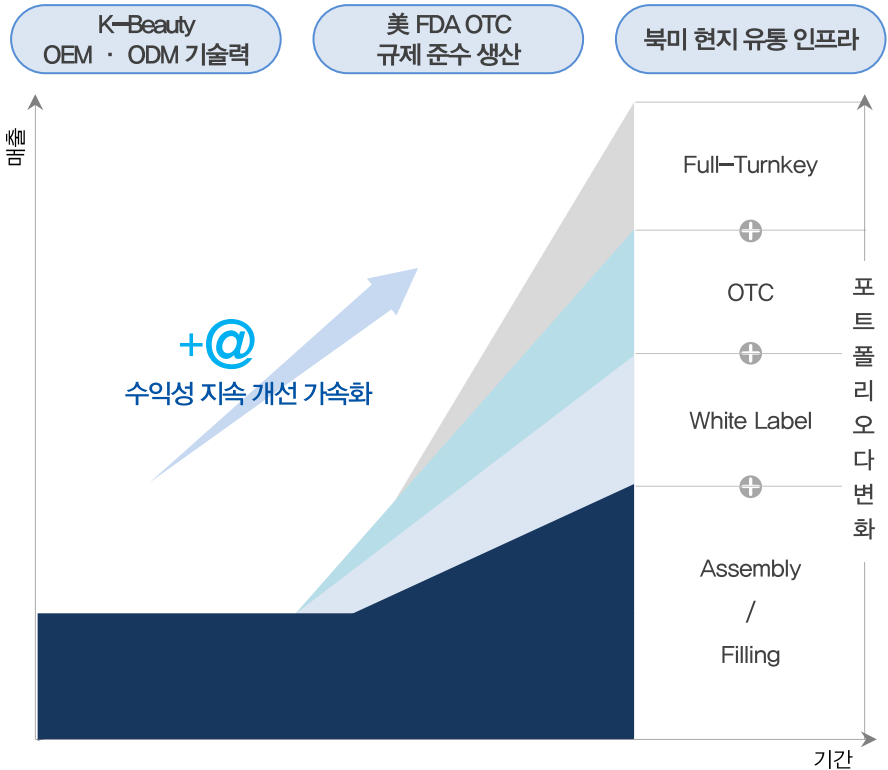 K-Beauty
OEM · ODM 기술력
美 FDA OTC
규제 준수 생산
북미 현지 유통 인프라
매출
+@
수익성 지속 개선 가속화
Full-Turnkey
OTC
White Label
Assembly
/
Filling
포트폴리오다변화
기간